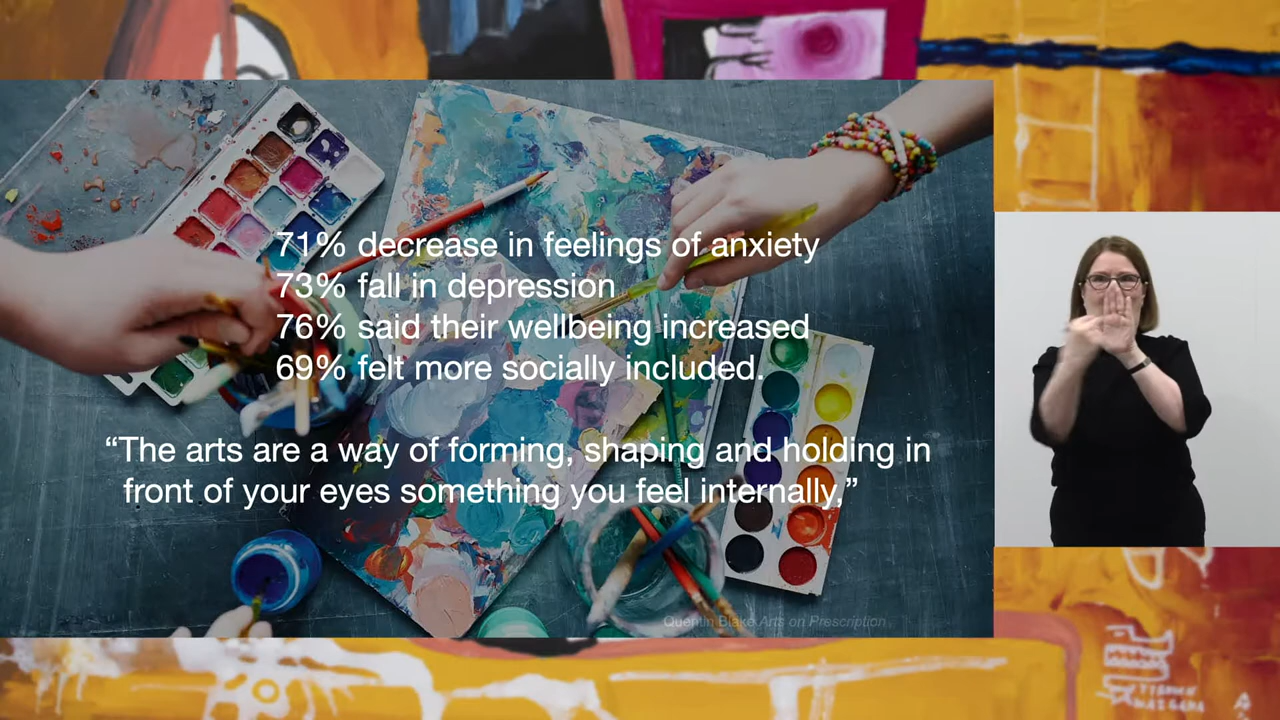 71% decrease in feelings of anxiety
73% fall in depression
76% said their wellbeing increased
69% felt more socially included.
“The arts are a way of forming, shaping and holding in
front of your eyes something you feel internally,”
Quentin Blake Arts on Prescription